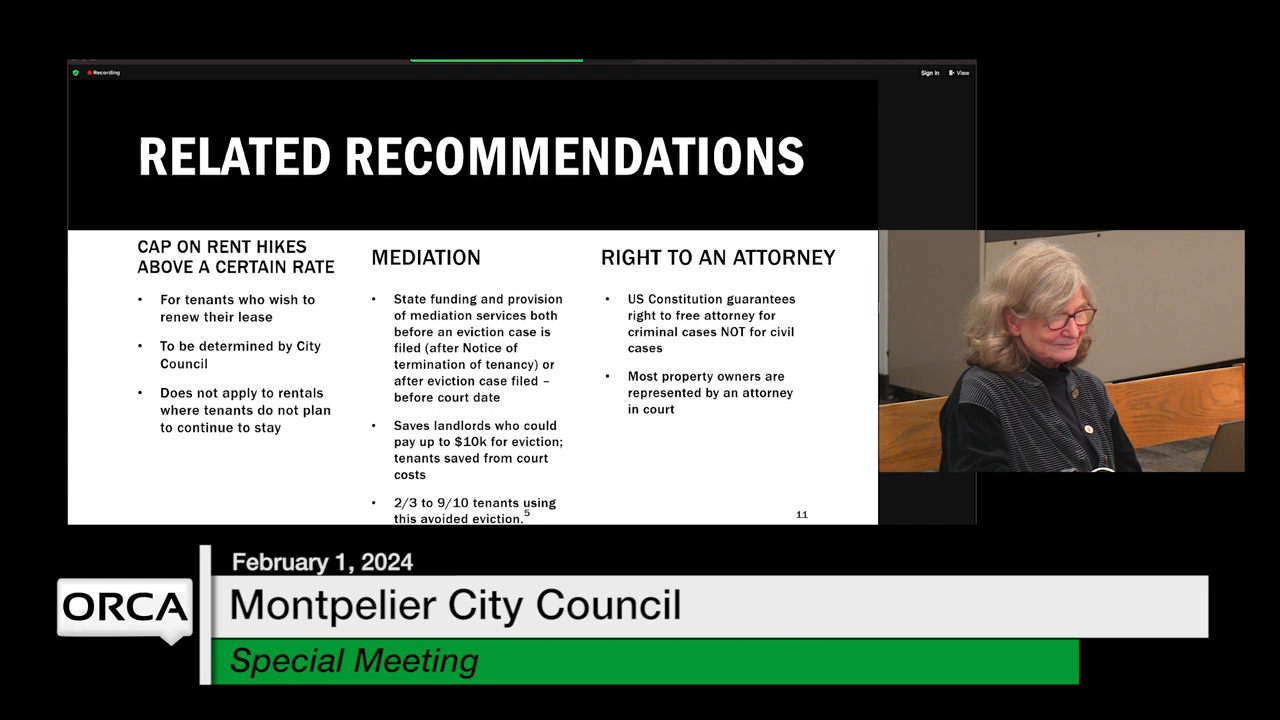 Recording
Sign In
View
RELATED RECOMMENDATIONS
CAP ON RENT HIKES
ABOVE A CERTAIN RATE
• For tenants who wish to
renew their lease
• To be determined by City
Council
• Does not apply to rentals
where tenants do not plan
to continue to stay
MEDIATION
• State funding and provision
of mediation services both
before an eviction case is
filed (after Notice of
termination of tenancy) or
after eviction case filed –
before court date
• Saves landlords who could
pay up to $10k for eviction;
tenants saved from court
costs
• 2/3 to 9/10 tenants using
this avoided eviction.5
RIGHT TO AN ATTORNEY
• US Constitution guarantees
right to free attorney for
criminal cases NOT for civil
cases
• Most property owners are
represented by an attorney
in court
11
February 1, 2024
ORCA
Montpelier City Council
Special Meeting